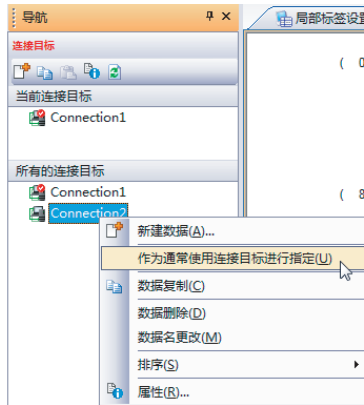 导航
局部标签设置
连接目标
当前连接目标
Connection1
( 0
所有的连接目标
Connection1
( 8
Connection2
新建数据(A)...
作为通常使用连接目标进行指定(U)
数据复制(C)
数据删除(D)
数据名更改(M)
排序(S)
属性(R)...